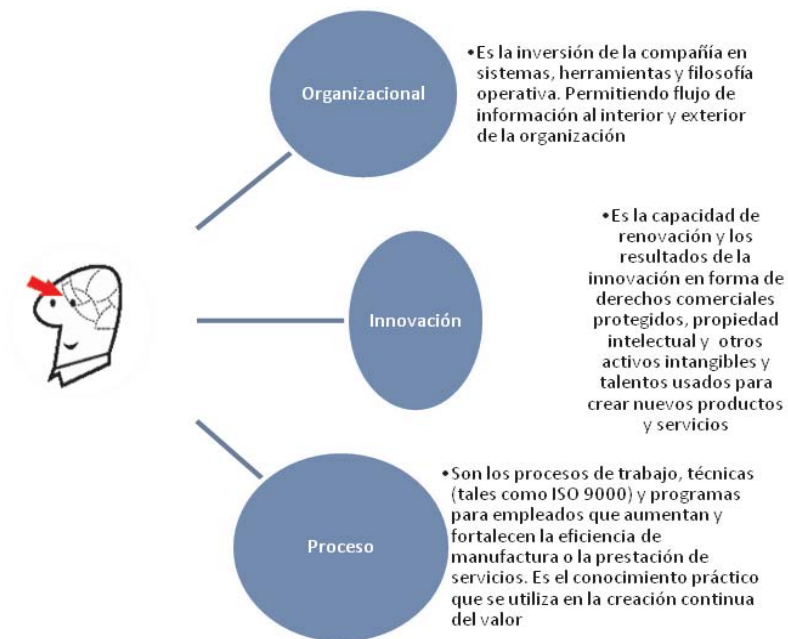 Organizacional
•Es la inversión de la compañía en
sistemas, herramientas y filosofía
operativa. Permitiendo flujo de
información al interior y exterior
de la organización
Innovación
•Es la capacidad de
renovación y los
resultados de la
innovación en forma de
derechos comerciales
protegidos, propiedad
intelectual y otros
activos intangibles y
talentos usados para
crear nuevos productos
y servicios
Proceso
•Son los procesos de trabajo, técnicas
(tales como ISO 9000) y programas
para empleados que aumentan y
fortalecen la eficiencia de
manufactura o la prestación de
servicios. Es el conocimiento práctico
que se utiliza en la creación continua
del valor